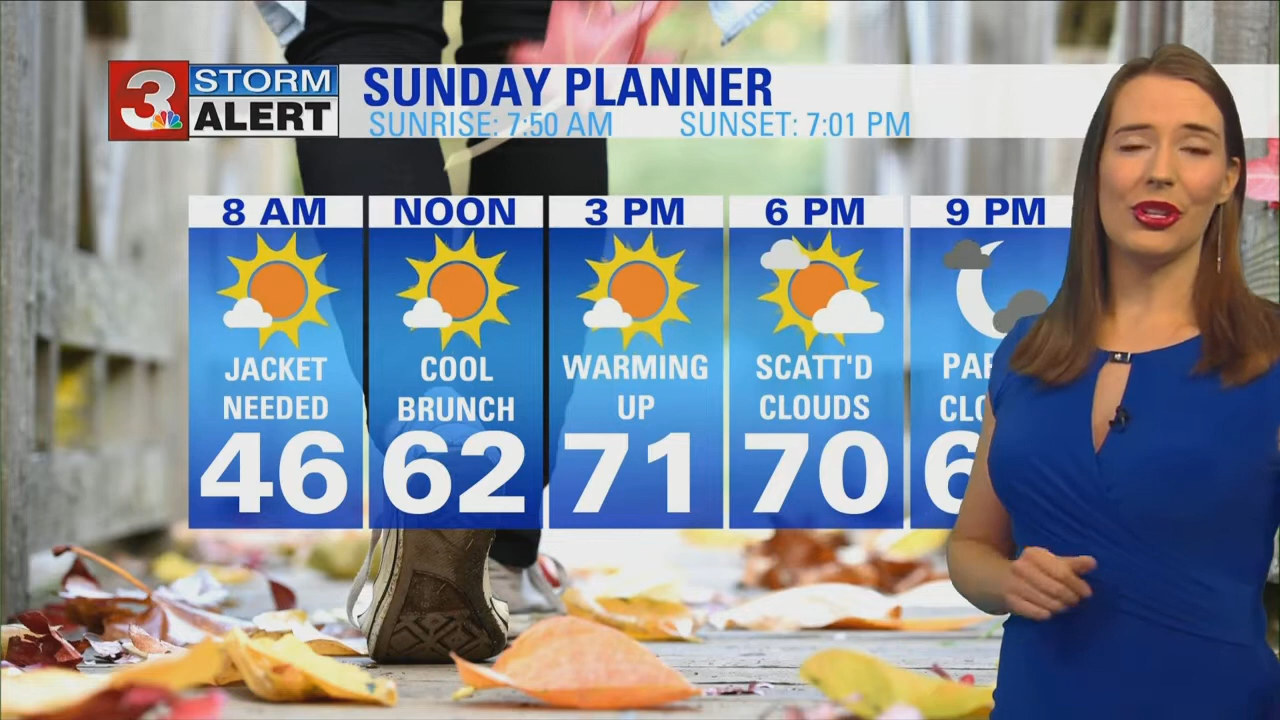 3 STORM
ALERT
SUNDAY PLANNER
SUNRISE: 7:50 AM SUNSET: 7:01 PM
8 AM NOON 3 PM 6 PM 9 PM
JACKET COOL WARMING SCATT'D
NEEDED BRUNCH UP CLOUDS
46 62 71 70